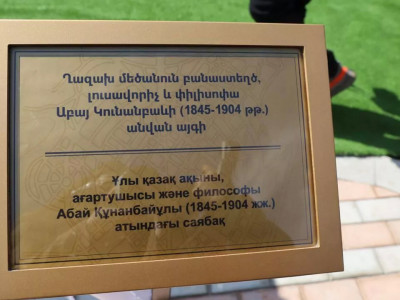 Ղազախ մեծանուն բանաստեղծ,
լուսավորիչ և փիլիսոփա
Աբայ Կունանբաևի (1845-1904 թթ.)
անվան այգի
Ұлы қазақ ақыны,
ағартушысы және философы
Абай Құнанбайұлы (1845-1904 жж.)
атындағы саябақ